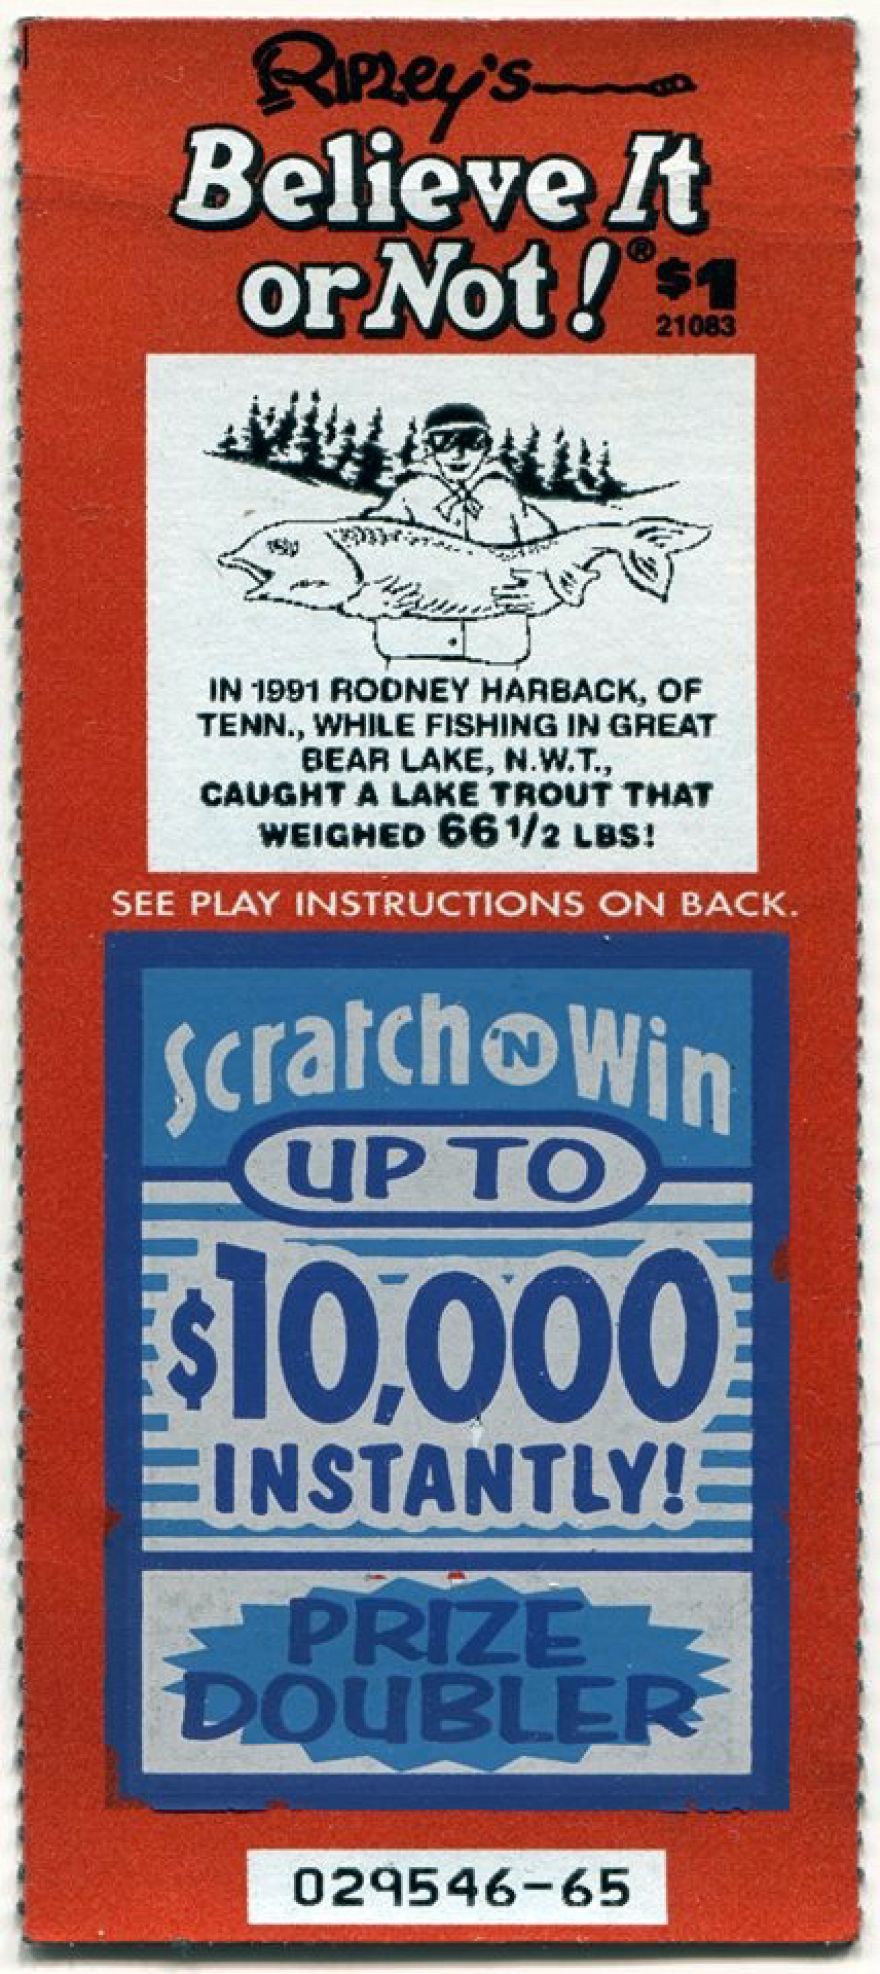 Ripley's
Believe It
or Not!® $1
21083
IN 1991 RODNEY HARBACK, OF
TENN., WHILE FISHING IN GREAT
BEAR LAKE, N.W.T.,
CAUGHT A LAKE TROUT THAT
WEIGHED 66 1/2 LBS!
SEE PLAY INSTRUCTIONS ON BACK.
Scratch 'N Win
UP TO
$10,000
INSTANTLY!
PRIZE
DOUBLER
029546-65